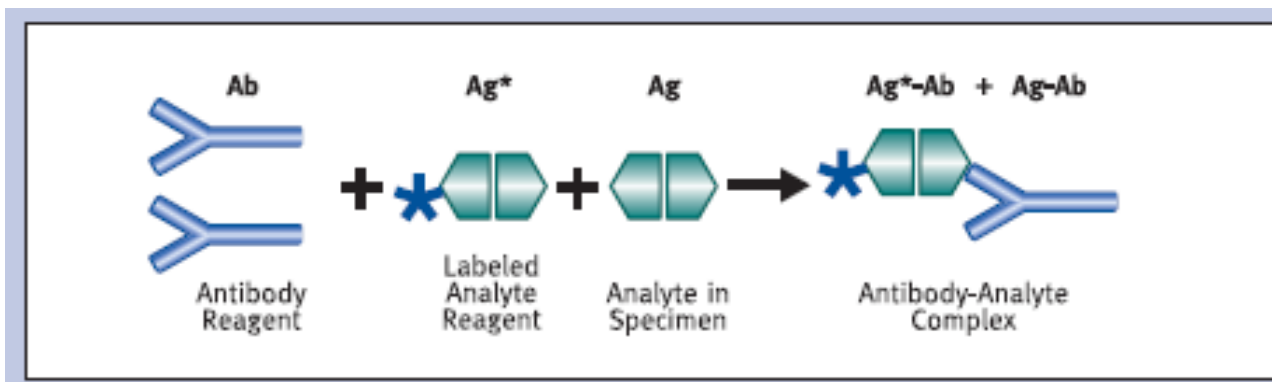 Ab
Ag*
Ag
Ag*-Ab + Ag-Ab
Antibody
Reagent
Labeled
Analyte
Reagent
Analyte in
Specimen
Antibody-Analyte
Complex